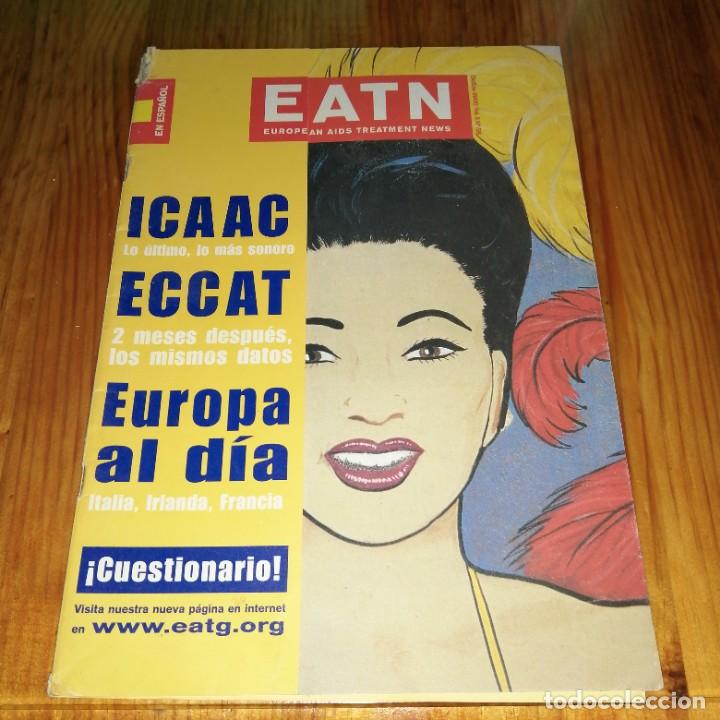 EN ESPAÑOL
EATN
EUROPEAN AIDS TREATMENT NEWS
ICAAC
Lo último, lo más sonoro
ECCAT
2 meses después,
los mismos datos
Europa
al día
Italia, Irlanda, Francia
¡Cuestionario!
Visita nuestra nueva página en internet
en www.eatg.org
todocoleccion